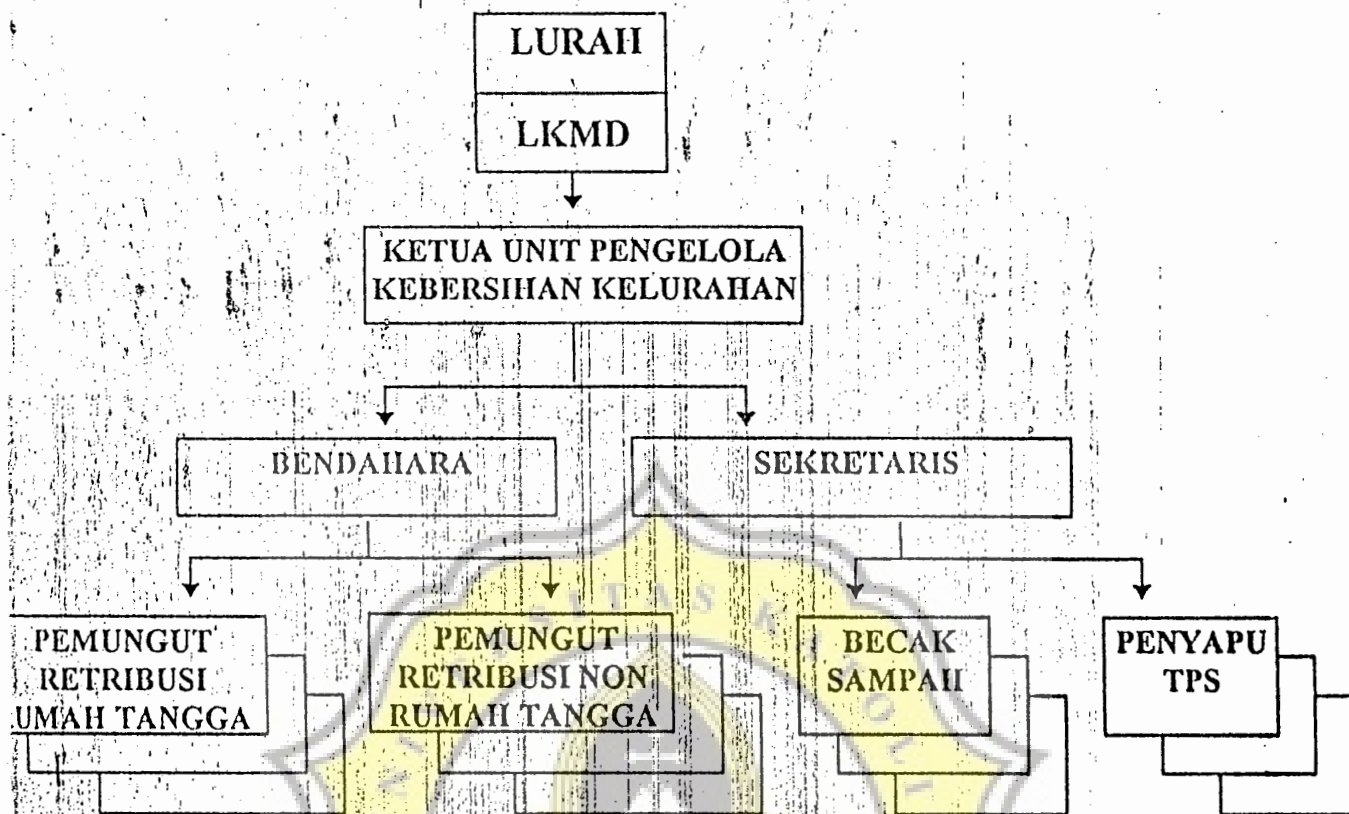 LURAH
LKMD
KETUA UNIT PENGELOLA
KEBERSIHAN KELURAHAN
BENDAHARA
SEKRETARIS
PEMUNGUT
RETRIBUSI
UMAH TANGGA
PEMUNGUT
RETRIBUSI NON
RUMAH TANGGA
BECAK
SAMPAH
PENYAPU
TPS